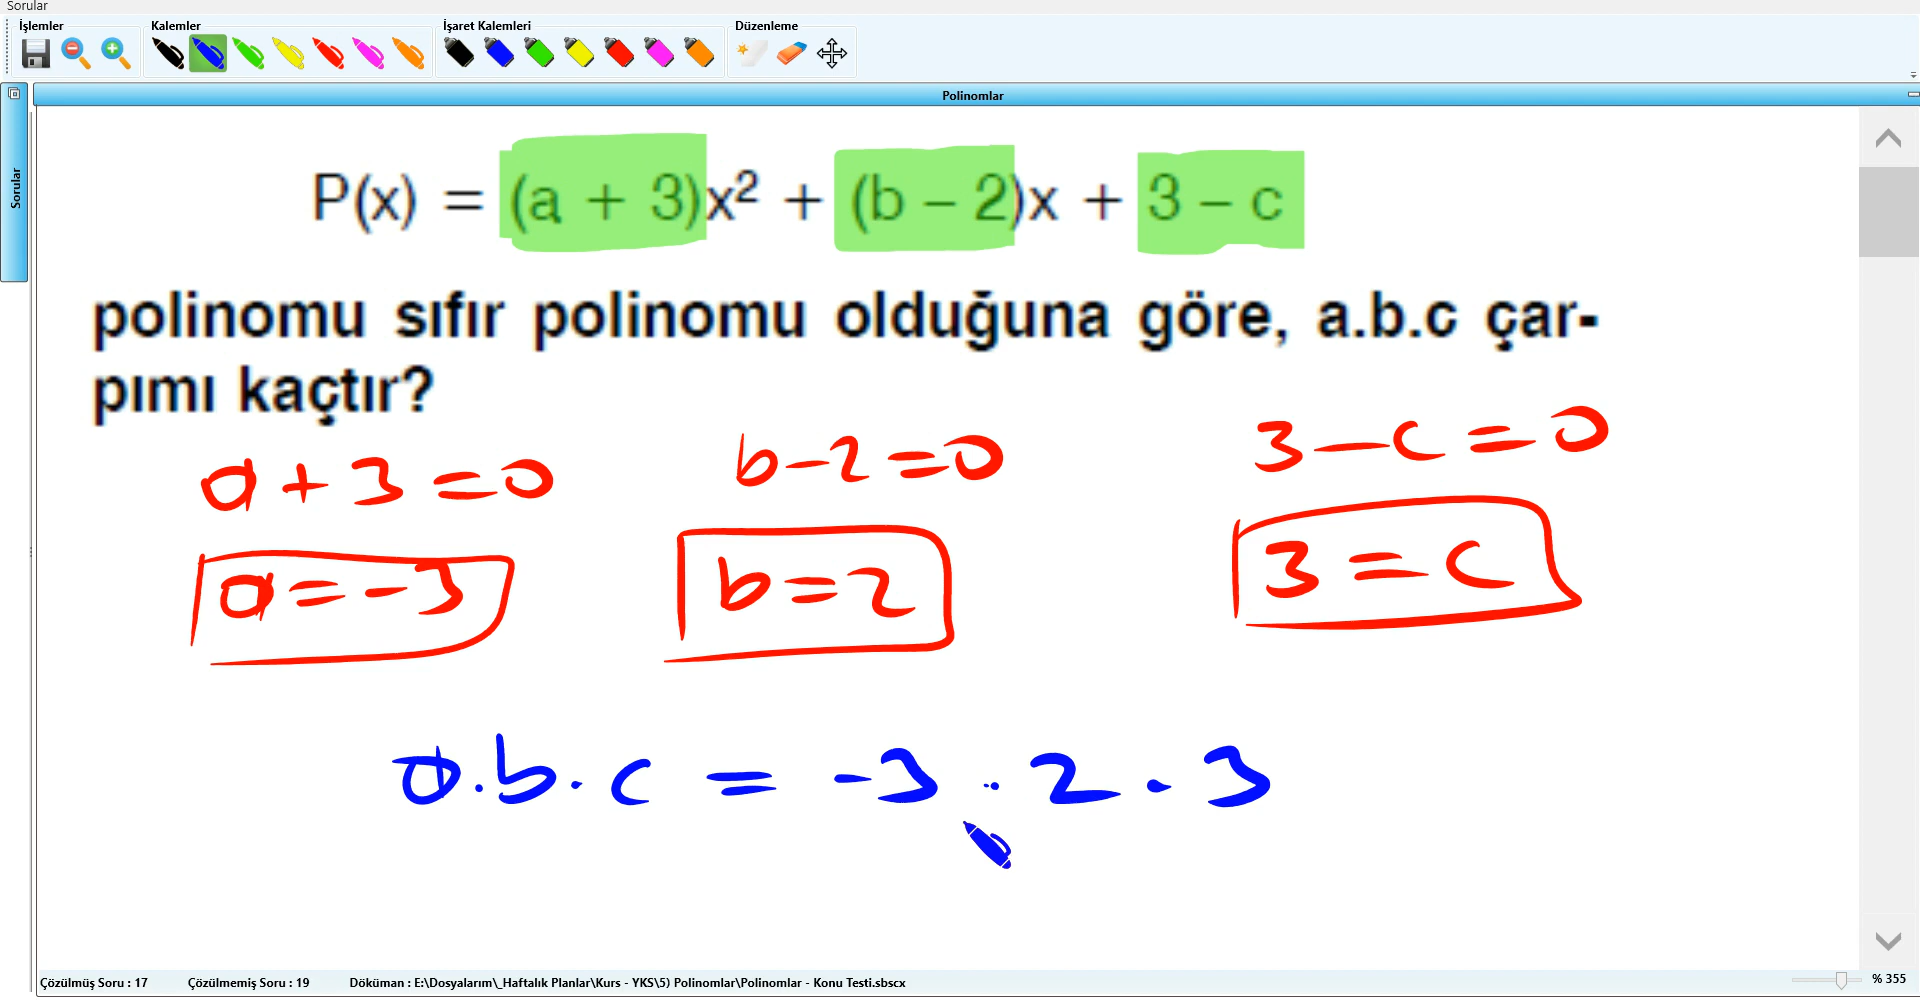 Sorular
İşlemler Kalemler İşaret Kalemleri Düzenleme
Polinomlar
Sorular
P(x) = (a + 3)x² + (b – 2)x + 3 – c
polinomu sıfır polinomu olduğuna göre, a.b.c çar-
pımı kaçtır?
a + 3 = 0 b - 2 = 0 3 - c = 0
a = -3 b = 2 3 = c
a . b . c = -3 . 2 . 3
Çözülmüş Soru : 17 Çözülmemiş Soru : 19 Döküman : E:\Dosyalarım\_Haftalık Planlar\Kurs - YKS\5) Polinomlar\Polinomlar - Konu Testi.sbscx % 355